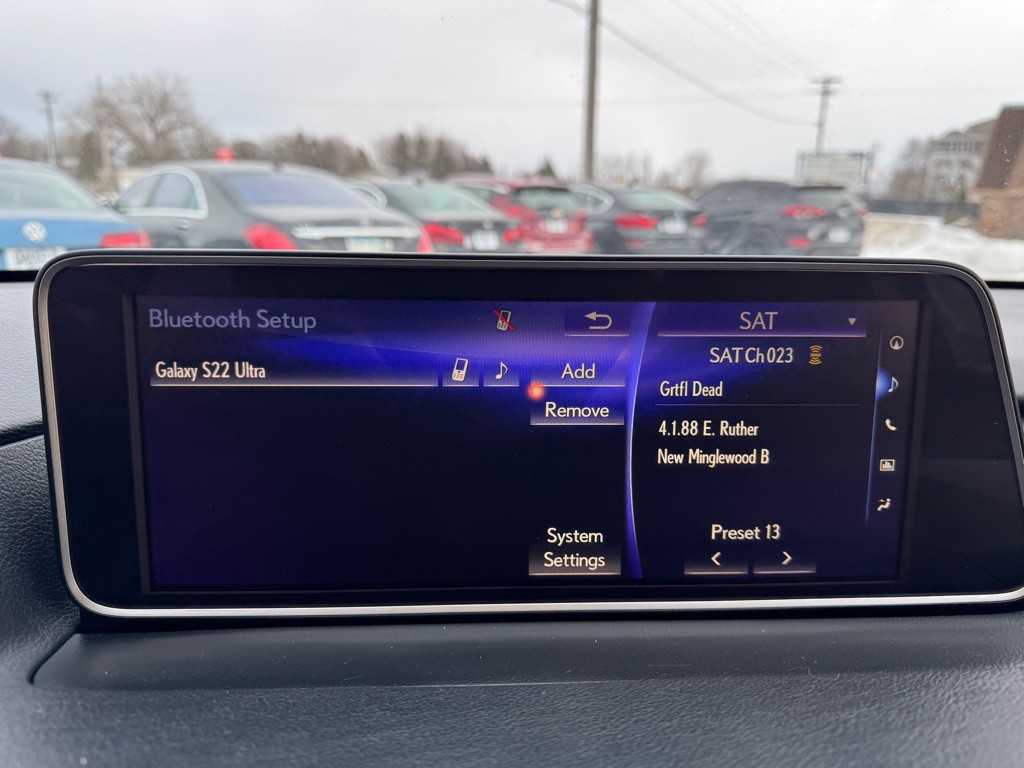 Bluetooth Setup
Galaxy S22 Ultra
Add
Remove
System
Settings
SAT
SAT Ch 023
Grtfl Dead
4.1.88 E. Ruther
New Minglewood B
Preset 13